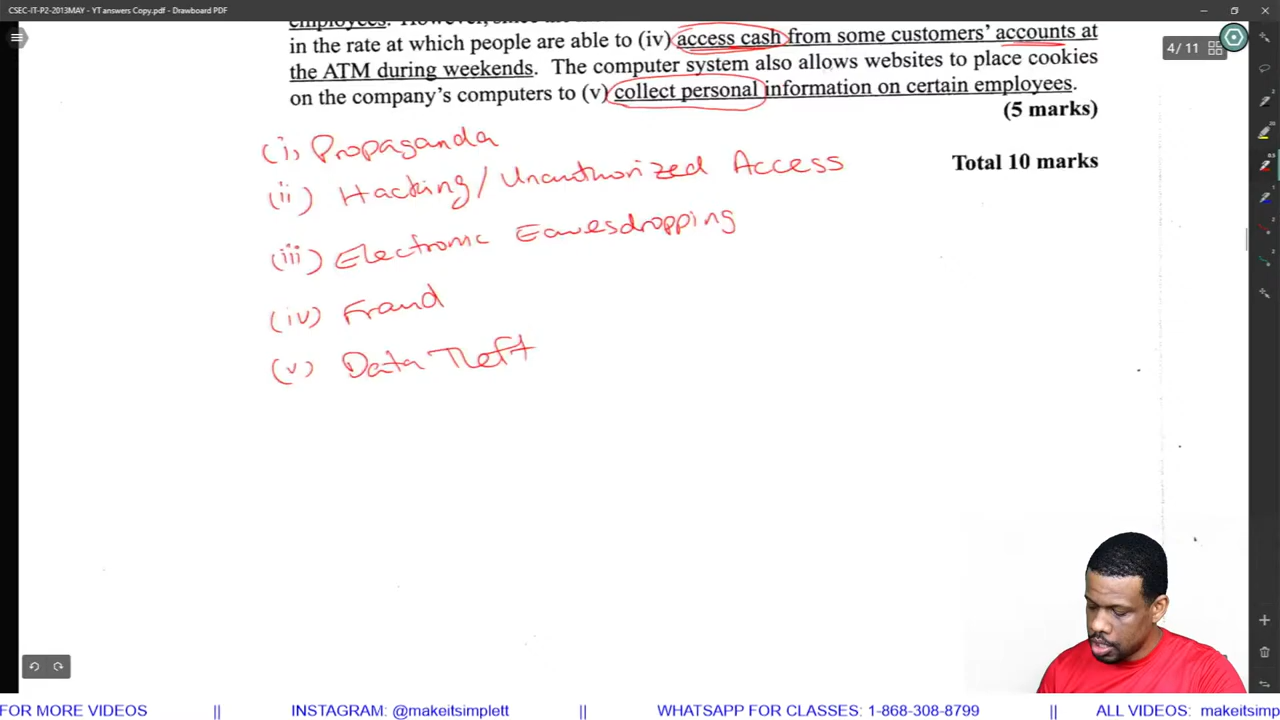 CSEC-IT-P2-2013MAY - YT answers Copy.pdf - Drawboard PDF
4 / 11
in the rate at which people are able to (iv) access cash from some customers' accounts at
the ATM during weekends. The computer system also allows websites to place cookies
on the company's computers to (v) collect personal information on certain employees.
(5 marks)
(i) Propaganda
Total 10 marks
(ii) Hacking/Unauthorized Access
(iii) Electronic Eavesdropping
(iv) Fraud
(v) Data Theft
FOR MORE VIDEOS || INSTAGRAM: @makeitsimplett || WHATSAPP FOR CLASSES: 1-868-308-8799 || ALL VIDEOS: makeitsimp